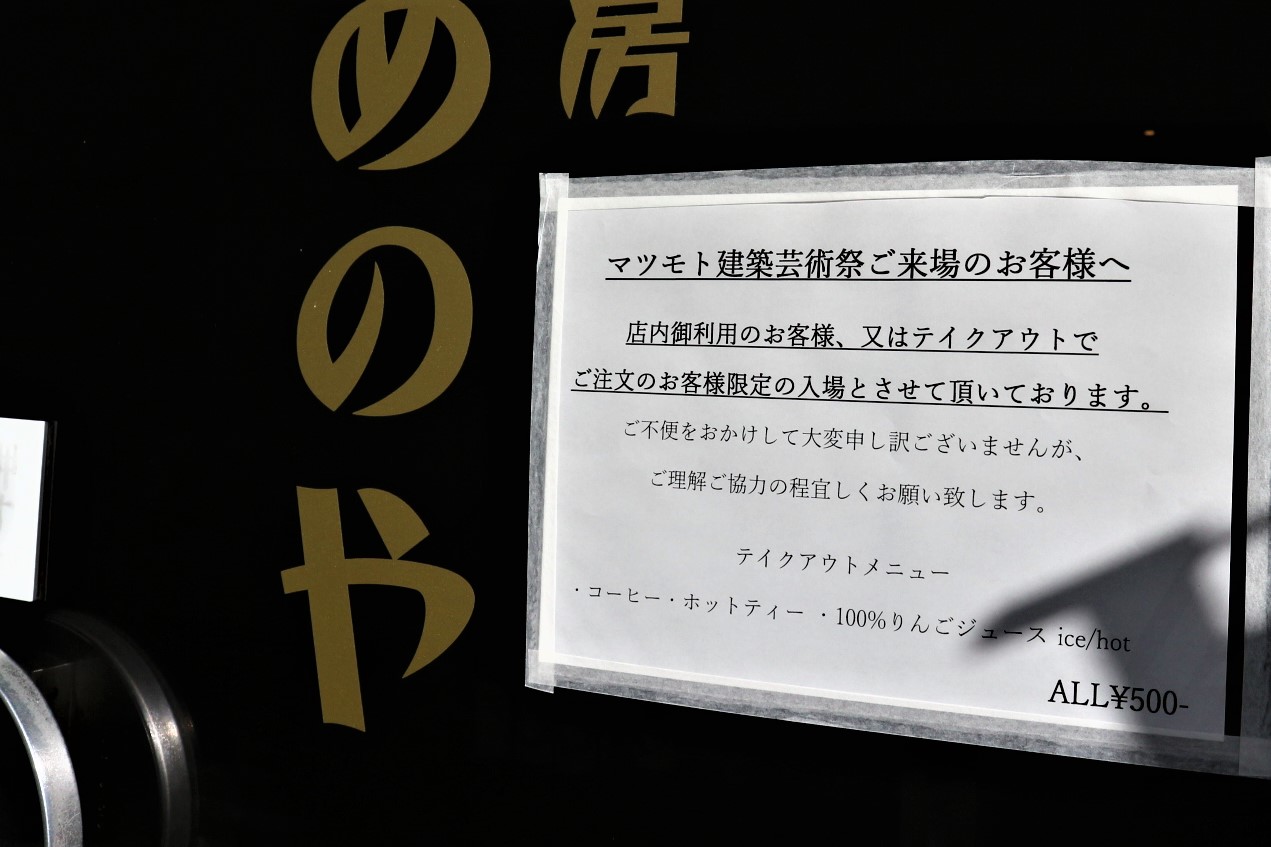 房
めのや
マツモト建築芸術祭ご来場のお客様へ
店内御利用のお客様、又はテイクアウトで
ご注文のお客様限定の入場とさせて頂いております。
ご不便をおかけして大変申し訳ございませんが、
ご理解ご協力の程宜しくお願い致します。
テイクアウトメニュー
・コーヒー・ホットティー ・100%りんごジュース ice/hot
ALL¥500-